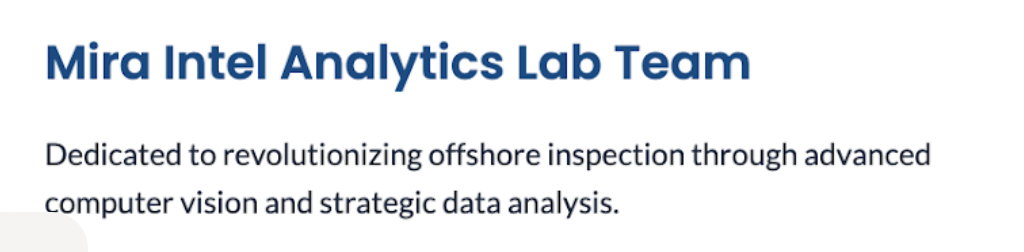 Mira Intel Analytics Lab Team
Dedicated to revolutionizing offshore inspection through advanced
computer vision and strategic data analysis.